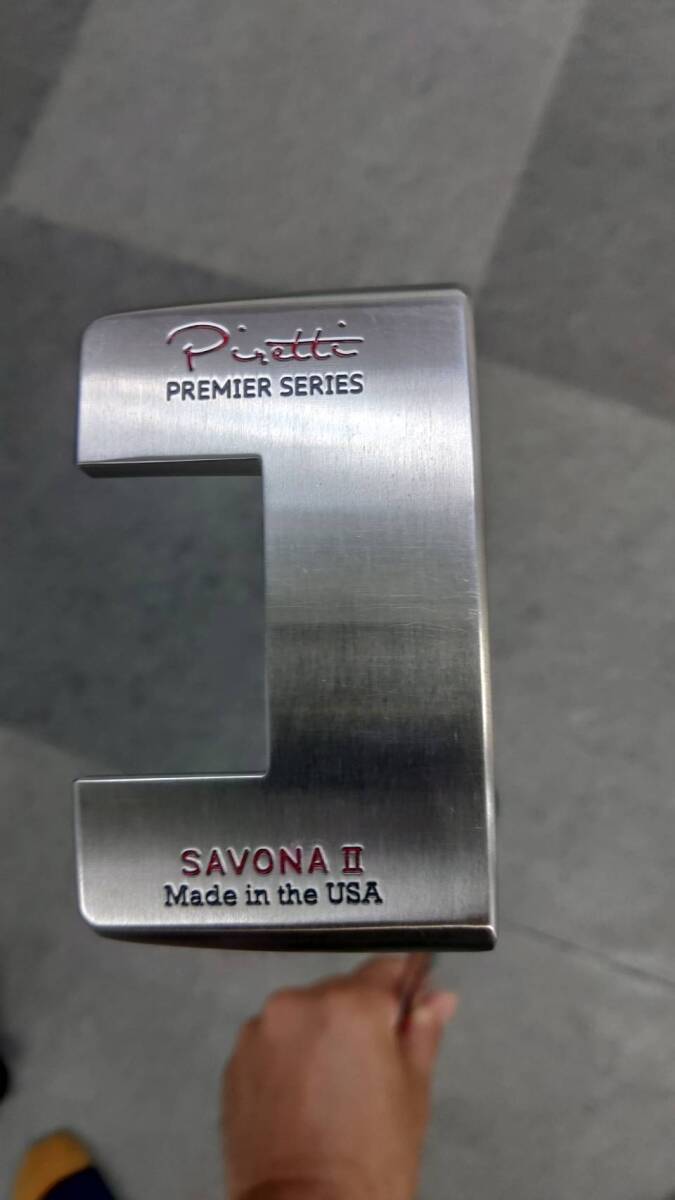 Piretti
PREMIER SERIES
SAVONA II
Made in the USA